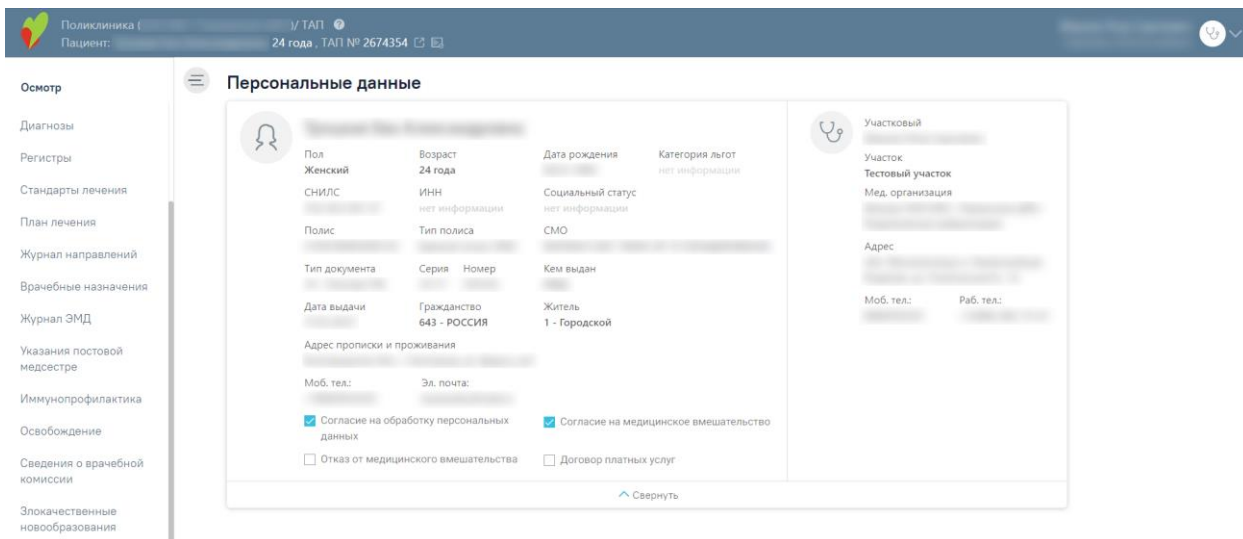 Поликлиника ( )/ ТАП
Пациент: 24 года , ТАП № 2674354
Осмотр
Диагнозы
Регистры
Стандарты лечения
План лечения
Журнал направлений
Врачебные назначения
Журнал ЭМД
Указания постовой
медсестре
Иммунопрофилактика
Освобождение
Сведения о врачебной
комиссии
Злокачественные
новообразования
Персональные данные
Пол Возраст Дата рождения Категория льгот
Женский 24 года нет информации
СНИЛС ИНН Социальный статус
нет информации нет информации
Полис Тип полиса СМО
Тип документа Серия Номер Кем выдан
Дата выдачи Гражданство Житель
643 - РОССИЯ 1 - Городской
Адрес прописки и проживания
Моб. тел.: Эл. почта:
Согласие на обработку персональных
данных
Согласие на медицинское вмешательство
Отказ от медицинского вмешательства
Договор платных услуг
Свернуть
Участковый
Участок
Тестовый участок
Мед. организация
Адрес
Моб. тел.: Раб. тел.: